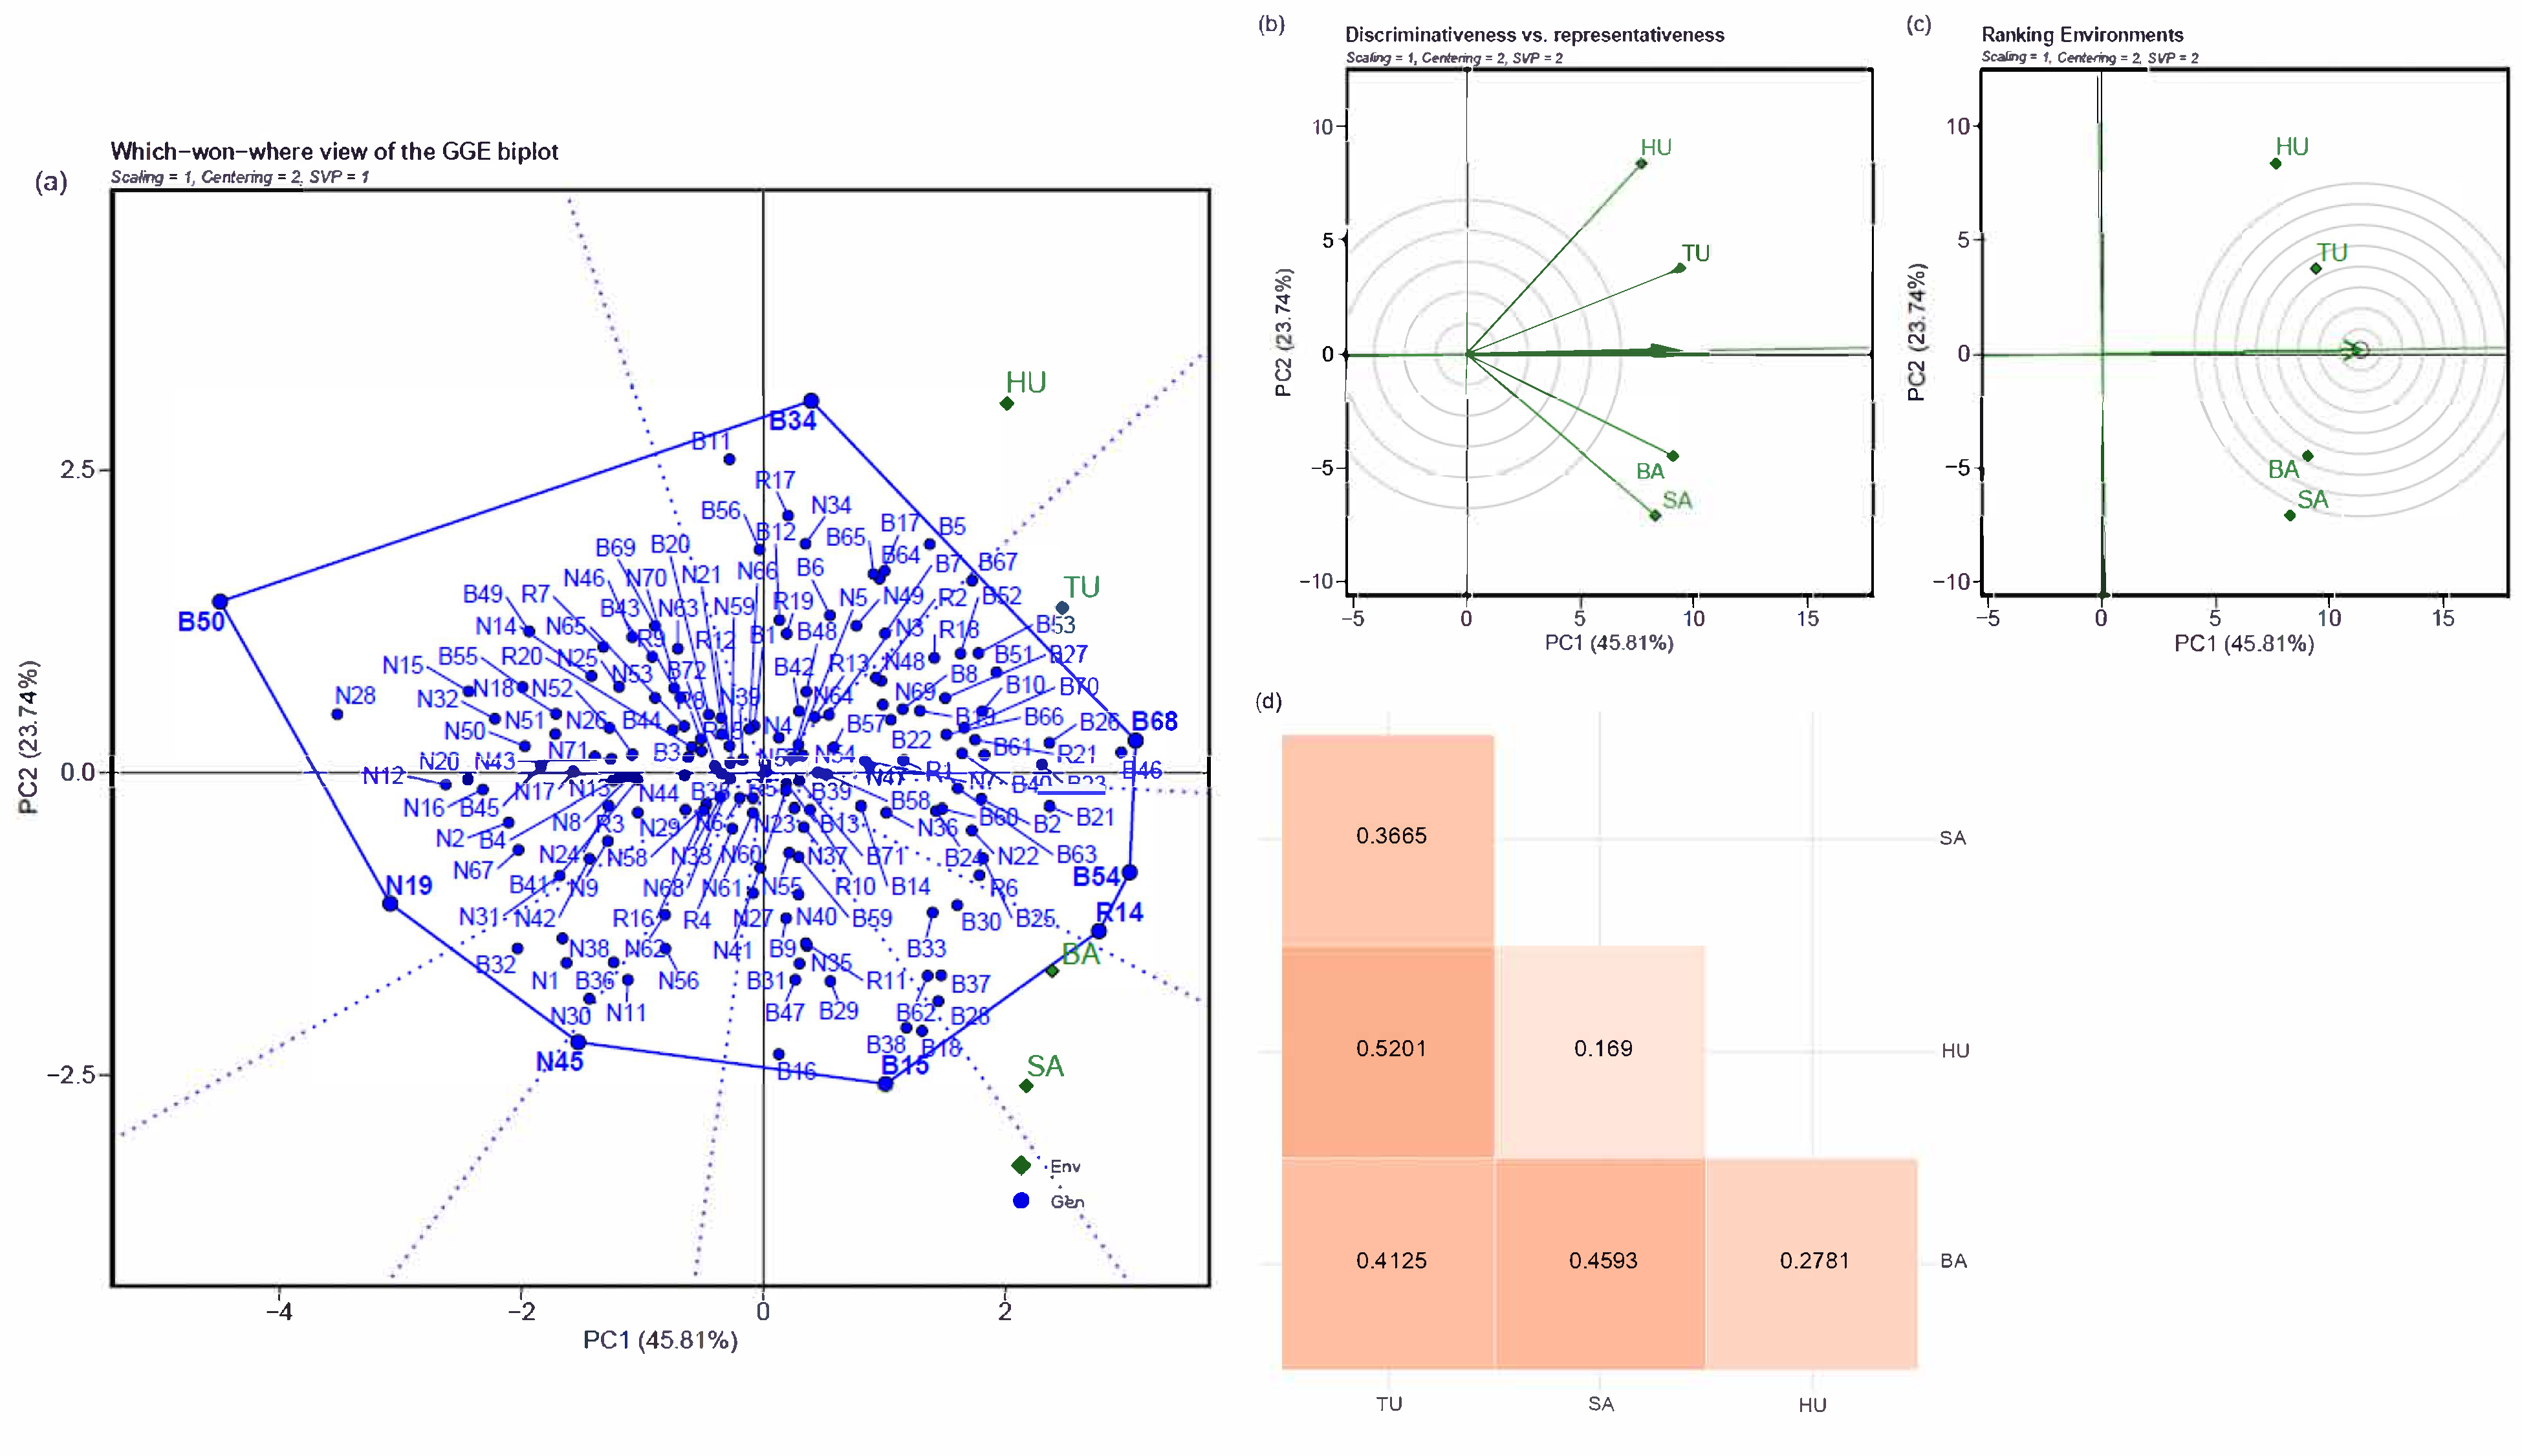 (a)
Which-won-where view of the GGE biplot
Scaling = 1, Centering = 2, SVP = 1
PC2 (23.74%)
2.5
0.0
-2.5
-4
-2
0
2
PC1 (45.81%)
HU
TU
BA
SA
Env
Gen
B34
B11
R17
B56
N34
B12
B17
B5
B65
B64
B69
B20
B67
B7
N46
N70
N21
N66
B6
B49
R7
B43
N63
N59
R19
N5
N49
R2
B52
N14
N65
R9
R12
B1
B48
N3
R18
B53
B50
N15
B55
R20
N25
N53
B72
B42
R13
N48
B51
B27
N28
N32
N18
N52
R8
N39
N64
N69
B8
B10
B70
N50
N51
N26
B44
N4
B57
B66
B26
B68
N20
N43
N71
N54
B22
B61
R21
N12
N47
R1
N7
B46
N16
B45
N17
N13
N44
B39
B58
N2
B4
N8
R3
N29
N6
N23
B13
N36
B60
B2
B21
N67
N24
N58
N33
N60
N37
B71
B24
N22
B63
N19
B41
N9
N68
N61
N55
R10
B14
R6
B54
N31
N42
R16
R4
N27
N40
B59
B30
B25
R14
B32
N38
N62
N41
B9
N35
B33
N1
B36
N56
B31
R11
B37
N30
N11
B47
B29
B62
B28
N45
B16
B38
B18
B15
(b)
Discriminativeness vs. representativeness
Scaling = 1, Centering = 2, SVP = 2
PC2 (23.74%)
10
5
0
-5
-10
HU
TU
BA
SA
-5
0
5
10
15
PC1 (45.81%)
(c)
Ranking Environments
Scaling = 1, Centering = 2, SVP = 2
PC2 (23.74%)
10
5
0
-5
-10
HU
TU
BA
SA
-5
0
5
10
15
PC1 (45.81%)
(d)
0.3665
SA
0.5201
0.169
HU
0.4125
0.4593
0.2781
BA
TU
SA
HU